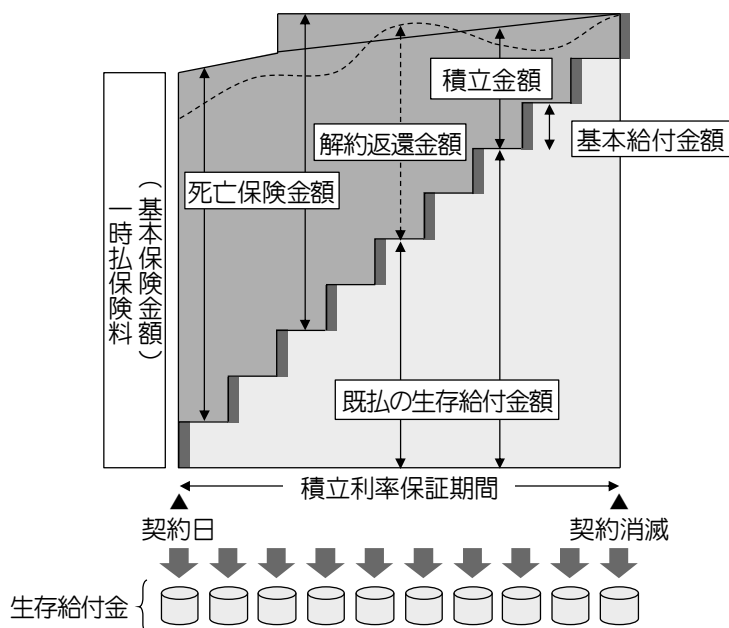 積立金額
基本給付金額
解約返還金額
死亡保険金額
一時払保険料
（基本保険金額）
既払の生存給付金額
積立利率保証期間
▲
▲
契約日
契約消滅
生存給付金